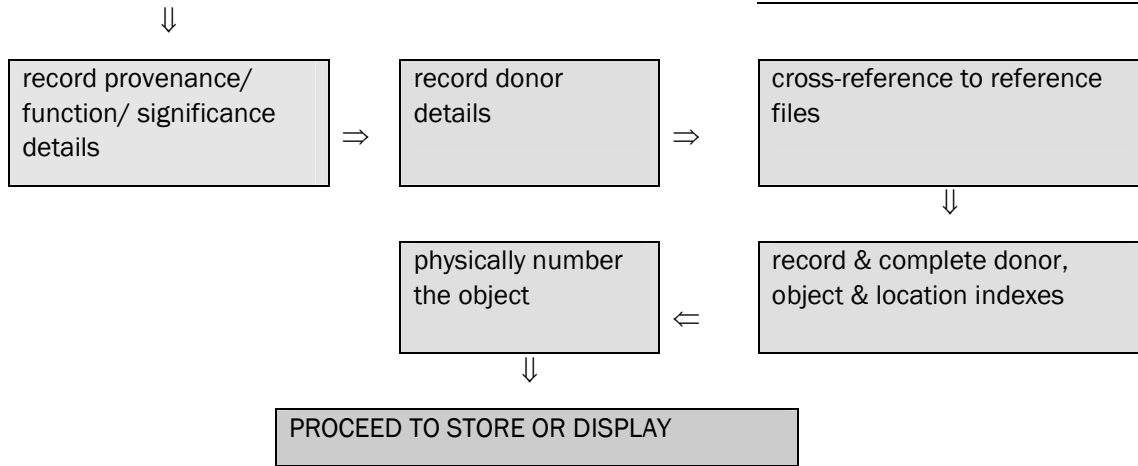 ⇓
record provenance/
function/ significance
details
⇒
record donor
details
⇒
cross-reference to reference
files
⇓
record & complete donor,
object & location indexes
⇐
physically number
the object
⇓
PROCEED TO STORE OR DISPLAY